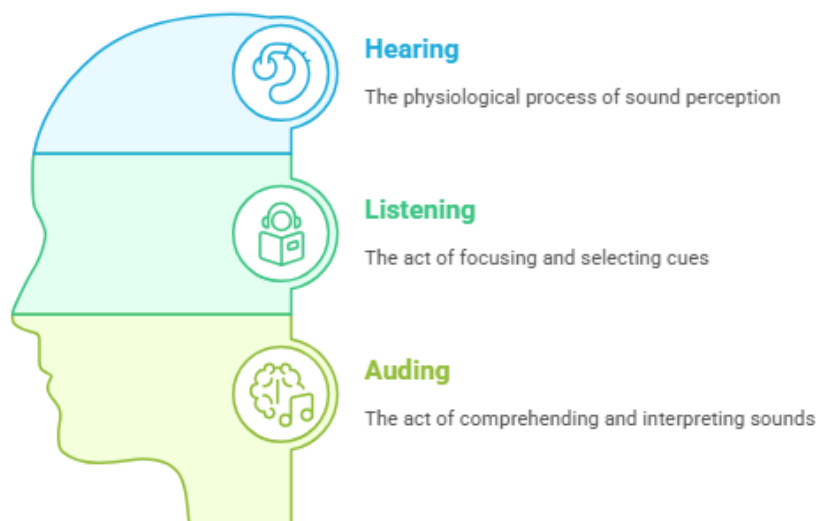 Hearing
The physiological process of sound perception
Listening
The act of focusing and selecting cues
Auding
The act of comprehending and interpreting sounds